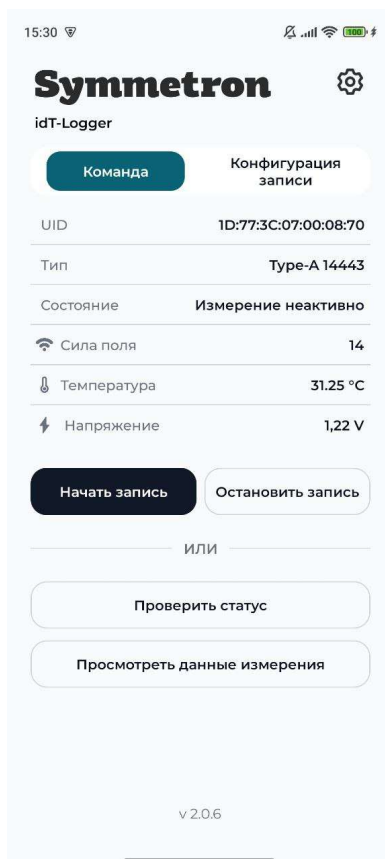 15:30
100
Symmetron
idT-Logger
Команда
Конфигурация
записи
UID 1D:77:3C:07:00:08:70
Тип Type-A 14443
Состояние Измерение неактивно
Сила поля 14
Температура 31.25 °C
Напряжение 1,22 V
Начать запись
Остановить запись
или
Проверить статус
Просмотреть данные измерения
v 2.0.6